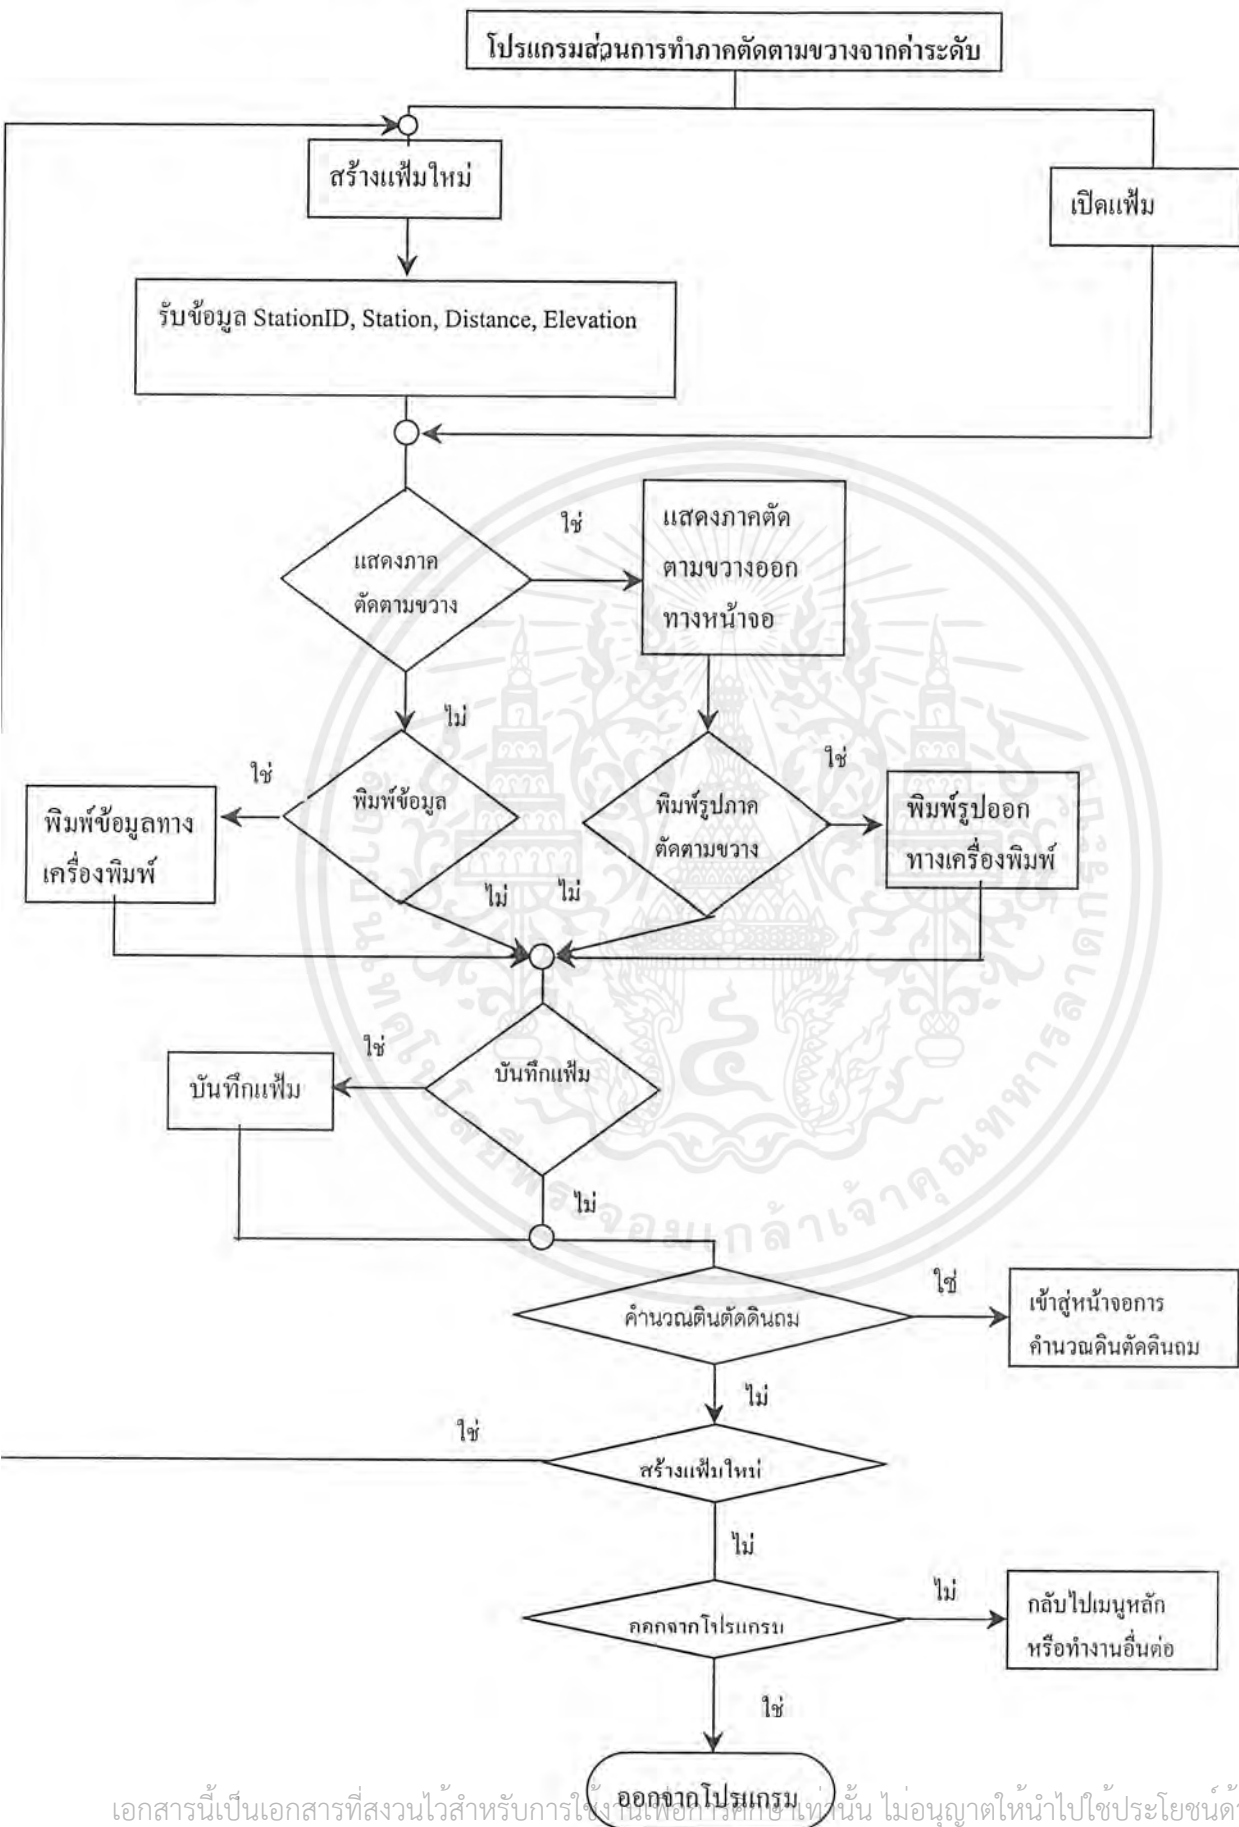 โปรแกรมส่วนการทำภาคตัดตามขวางจากค่าระดับ
สร้างแฟ้มใหม่
เปิดแฟ้ม
รับข้อมูล StationID, Station, Distance, Elevation
แสดงภาค
ตัดตามขวาง
ใช่
แสดงภาคตัด
ตามขวางออก
ทางหน้าจอ
ไม่
ใช่
พิมพ์ข้อมูล
พิมพ์ข้อมูลทาง
เครื่องพิมพ์
พิมพ์รูปภาค
ตัดตามขวาง
ใช่
พิมพ์รูปออก
ทางเครื่องพิมพ์
ไม่
ไม่
ใช่
บันทึกแฟ้ม
บันทึกแฟ้ม
ไม่
คำนวณดินตัดดินถม
ใช่
เข้าสู่หน้าจอการ
คำนวณดินตัดดินถม
ไม่
ใช่
สร้างแฟ้มใหม่
ไม่
ออกจากโปรแกรม
ไม่
กลับไปเมนูหลัก
หรือทำงานอื่นต่อ
ใช่
ออกจากโปรแกรม
เอกสารนี้เป็นเอกสารที่สงวนไว้สำหรับการใช้งานเพื่อการศึกษาเท่านั้น ไม่อนุญาตให้นำไปใช้ประโยชน์ด้